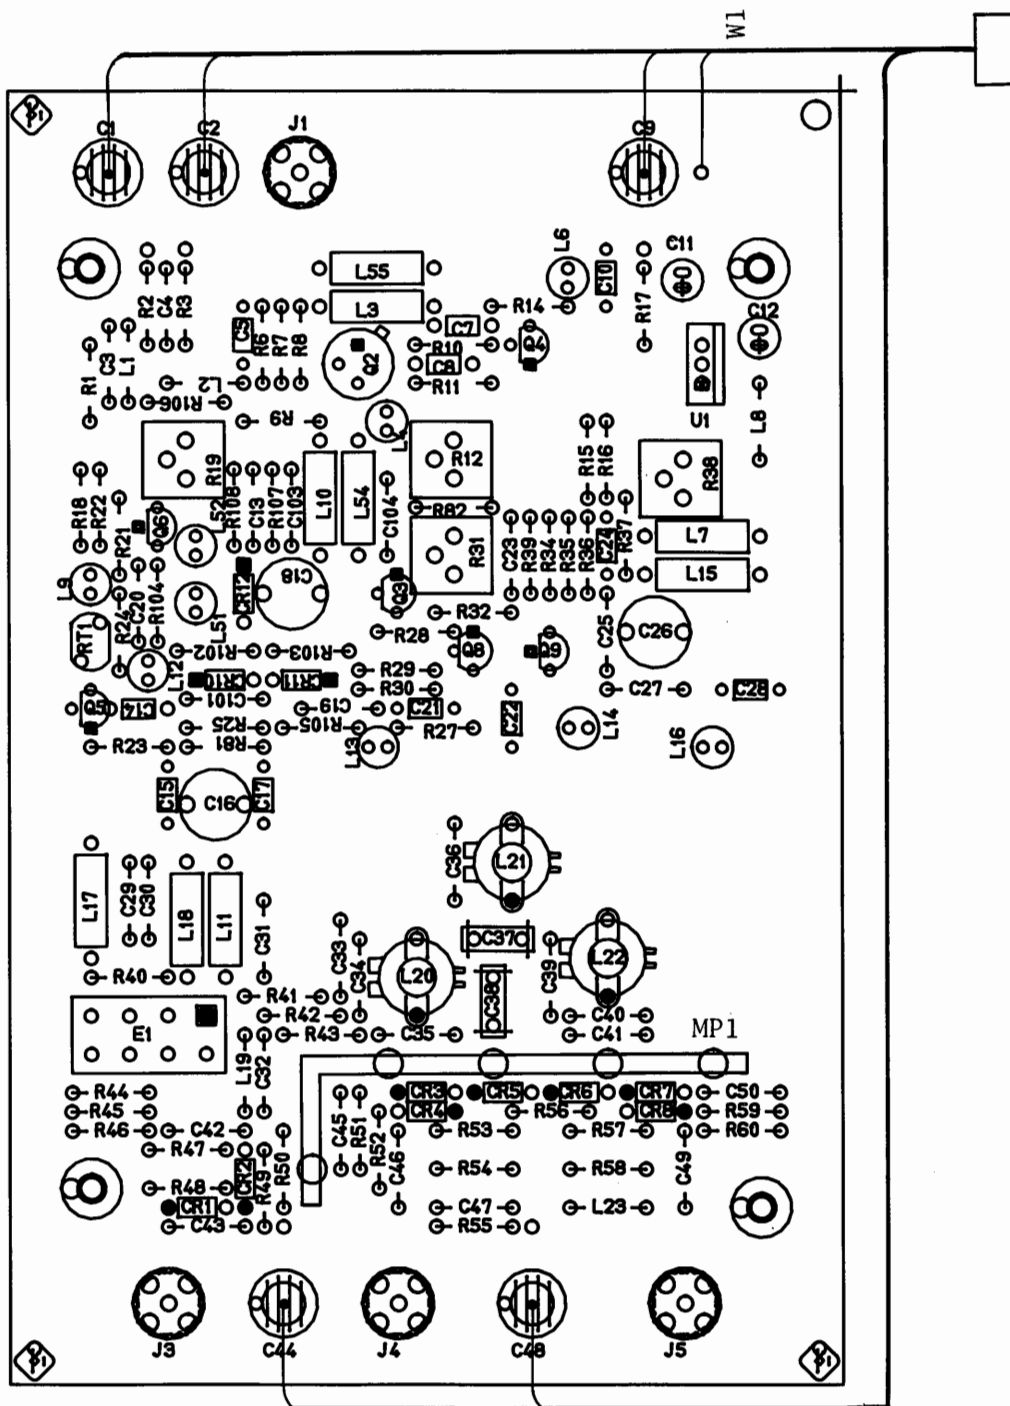 W1
C1 C2 J1 C9
L6 C11
L55
R2 C4 R3 C10 R17
L3 R14 C12
C5 R6 R7 R8 C7
R1 C3 L1 Q2 R10 Q4
C8
L2 R11
R106 R9 L8
U1
L4
R19 R12 R15 R16 R38
R18 R22 R108 C13 R107 C103 L10 L54 C104
R21 Q6 L52 R82
R31 C23 R39 R34 R35 R36 C24 R37 L7
L9 C18 L15
C20 R104 CR12 Q3
RT1 R24 L51 R32 C25 C26
R28
R102 R103 Q8 Q9
L12 R29
CR10 CR11 R30 C27 C28
C101
Q5 C14 C19 C21 C22
R25 R105 R27 L14
R23 R81 L13 L16
C15 C16 C17
C36 L21
L17 C29 C30 L18 L11
C31 C33 C34 C37 L22
R40 L20 C39
R41 C38
R42 C40
E1 R43 C35 C41 MP1
L19 C32
R44 CR3 CR5 CR6 CR7 C50
R45 CR4 R56 CR8 R59
R46 C42 C45 R51 R53 R57 R60
R47 R52
CR2 R49 R50 C46 R54 R58 C49
R48
CR1 C47 L23
C43 R55
J3 C44 J4 C48 J5